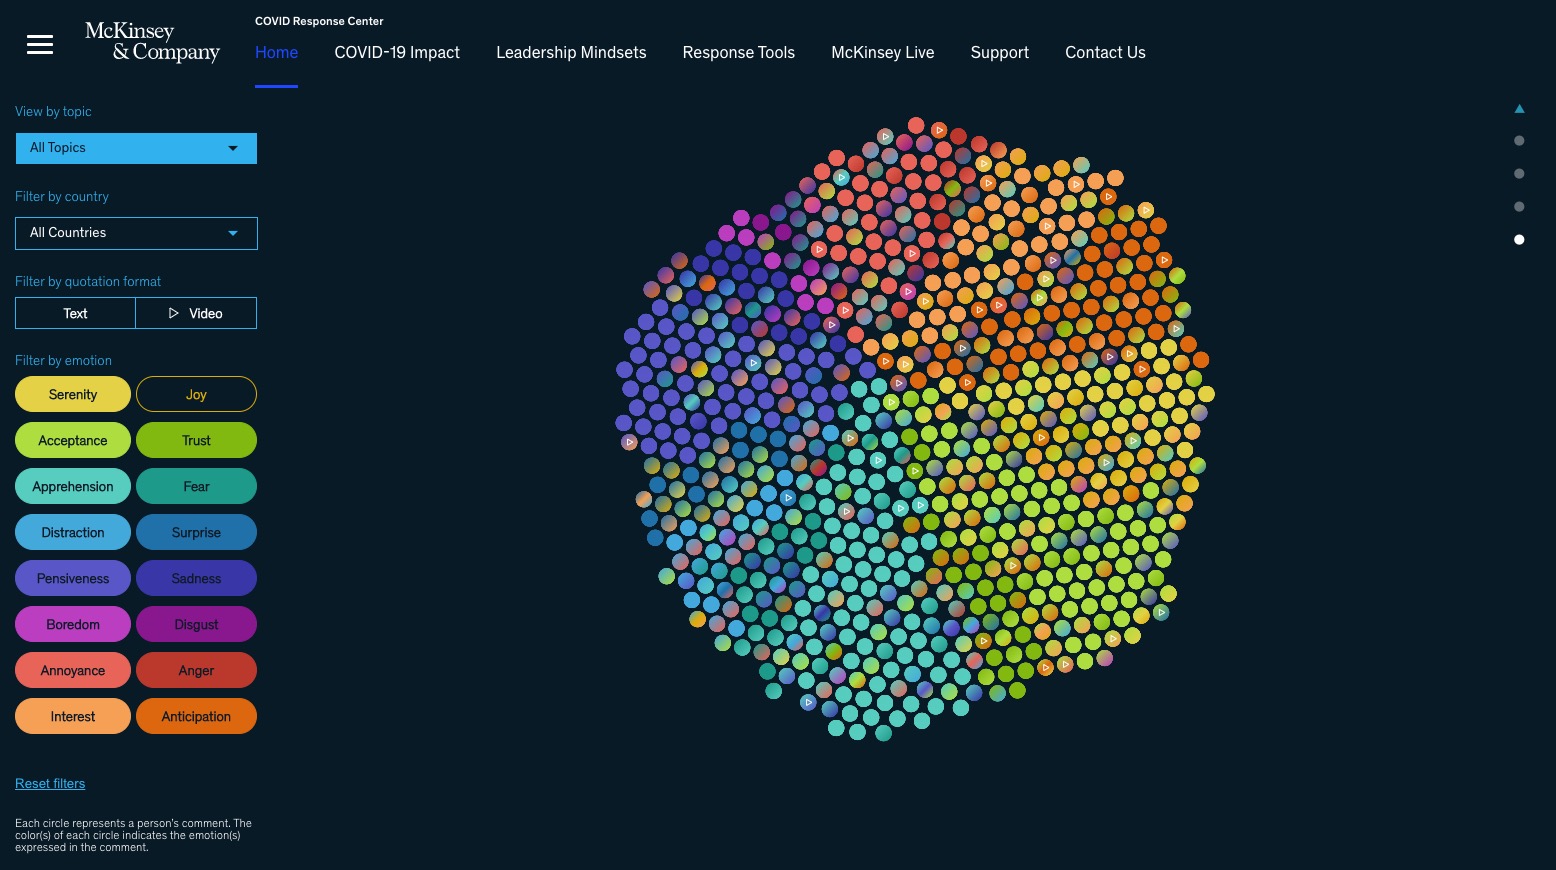 McKinsey
& Company
COVID Response Center
Home
COVID-19 Impact
Leadership Mindsets
Response Tools
McKinsey Live
Support
Contact Us
View by topic
All Topics
Filter by country
All Countries
Filter by quotation format
Text
Video
Filter by emotion
Serenity
Joy
Acceptance
Trust
Apprehension
Fear
Distraction
Surprise
Pensiveness
Sadness
Boredom
Disgust
Annoyance
Anger
Interest
Anticipation
Reset filters
Each circle represents a person's comment. The
color(s) of each circle indicates the emotion(s)
expressed in the comment.